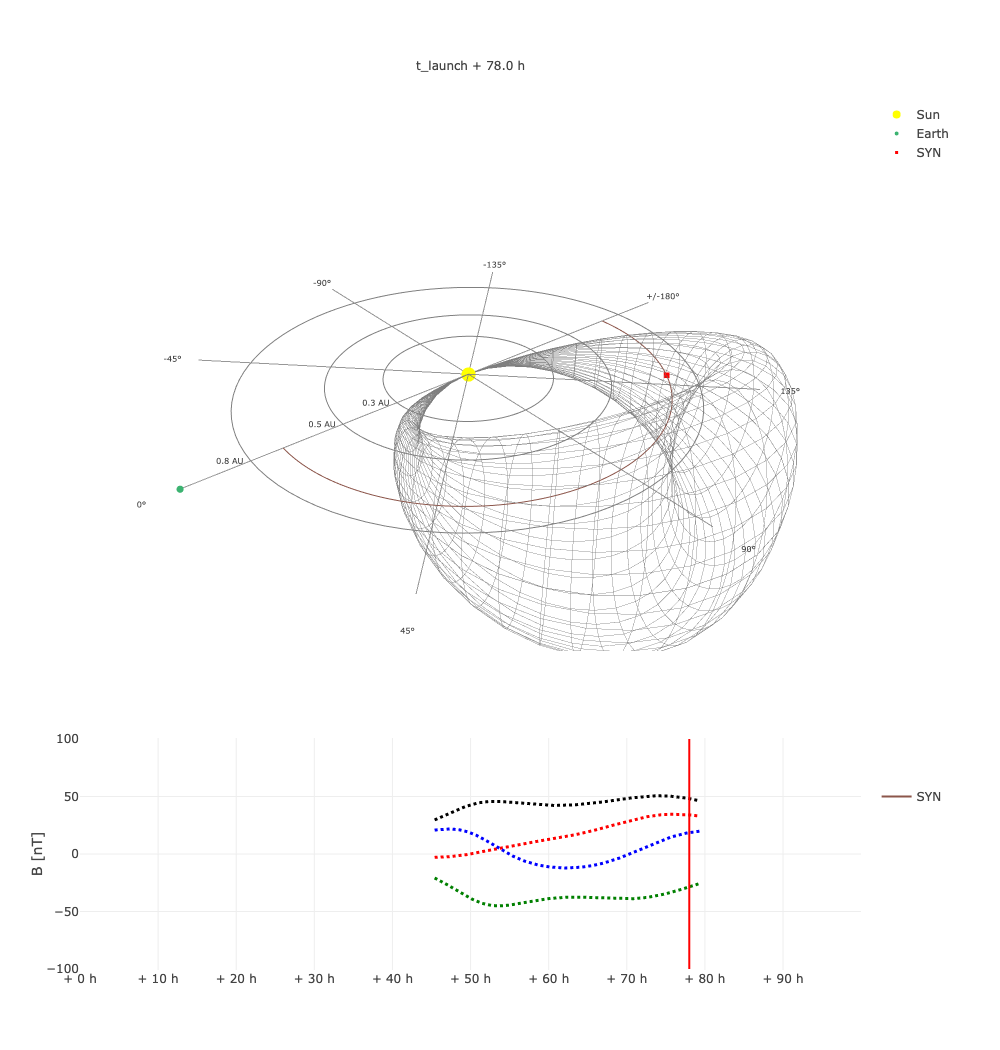 t_launch + 78.0 h
Sun
Earth
SYN
-135°
-90°
+/-180°
-45°
135°
0.3 AU
0.5 AU
0.8 AU
0°
90°
45°
100
50
0
−50
−100
B [nT]
SYN
+ 0 h
+ 10 h
+ 20 h
+ 30 h
+ 40 h
+ 50 h
+ 60 h
+ 70 h
+ 80 h
+ 90 h